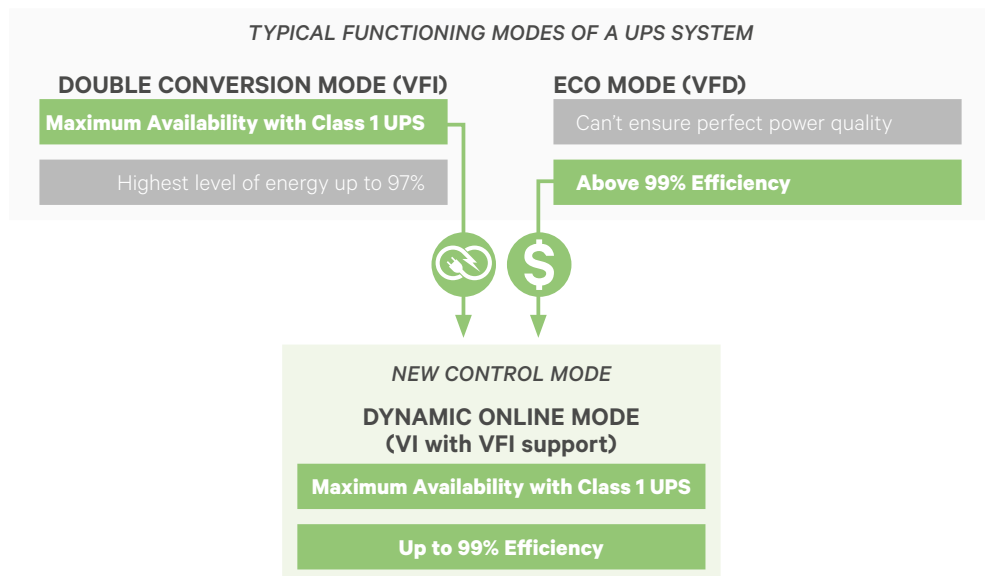 TYPICAL FUNCTIONING MODES OF A UPS SYSTEM
DOUBLE CONVERSION MODE (VFI)
Maximum Availability with Class 1 UPS
Highest level of energy up to 97%
ECO MODE (VFD)
Can't ensure perfect power quality
Above 99% Efficiency
$
NEW CONTROL MODE
DYNAMIC ONLINE MODE
(VI with VFI support)
Maximum Availability with Class 1 UPS
Up to 99% Efficiency